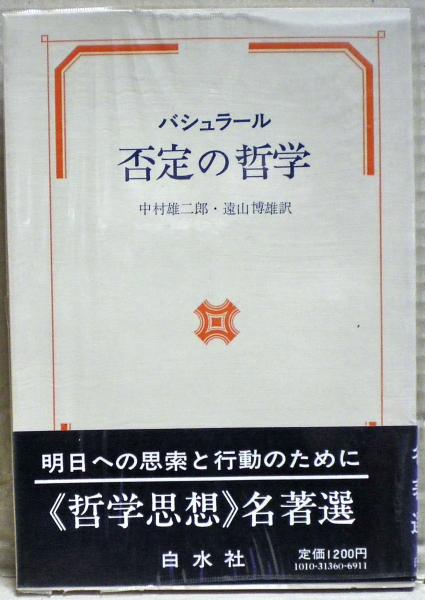 バシュラール
否定の哲学
中村雄二郎・遠山博雄訳
明日への思索と行動のために
《哲学思想》名著選
白水社
定価1200円
1010-31360-6911